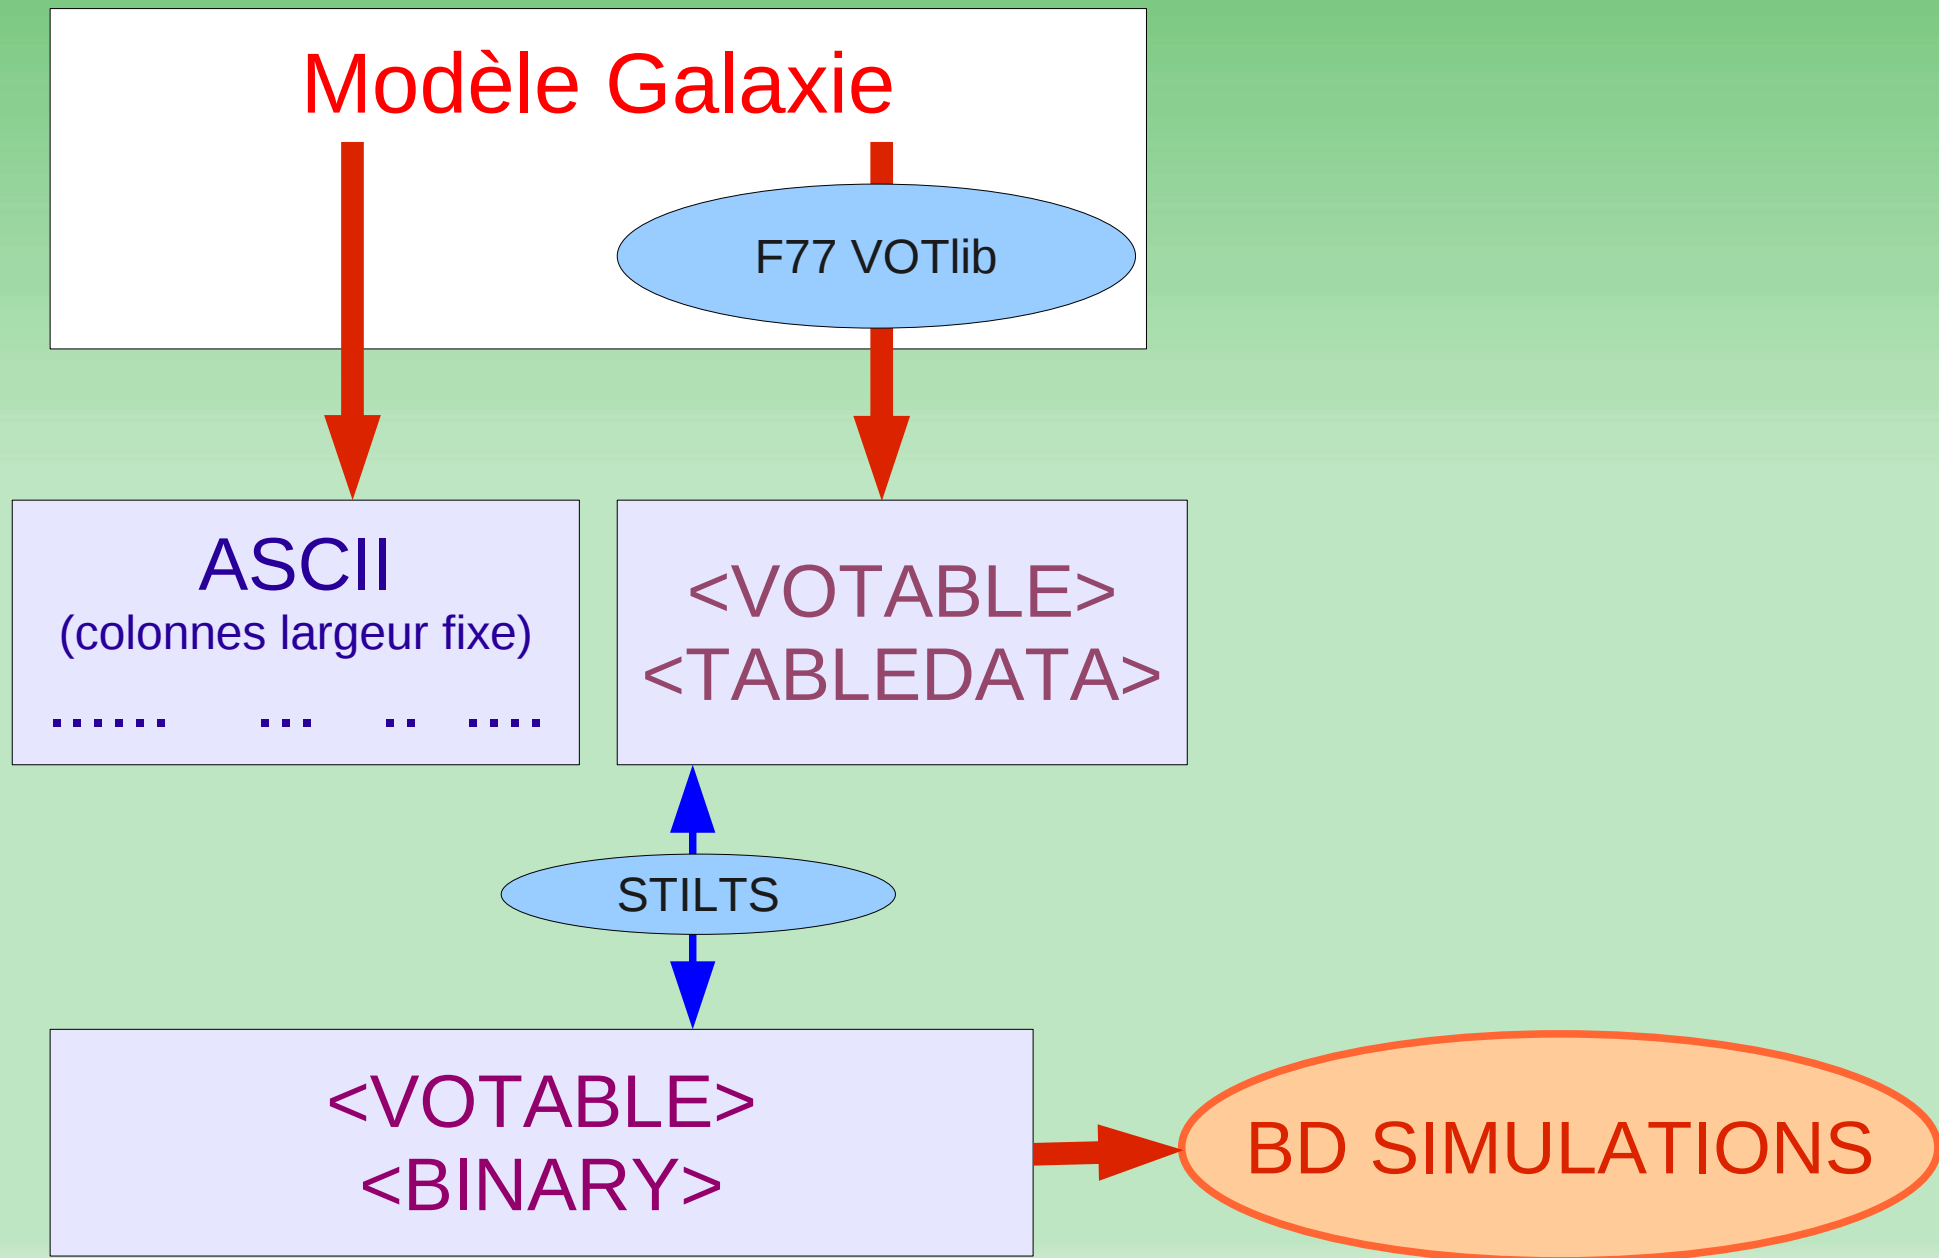 Modèle Galaxie
F77 VOTlib
ASCII
(colonnes largeur fixe)
...... ... .. ....
<VOTABLE>
<TABLEDATA>
STILTS
<VOTABLE>
<BINARY>
BD SIMULATIONS